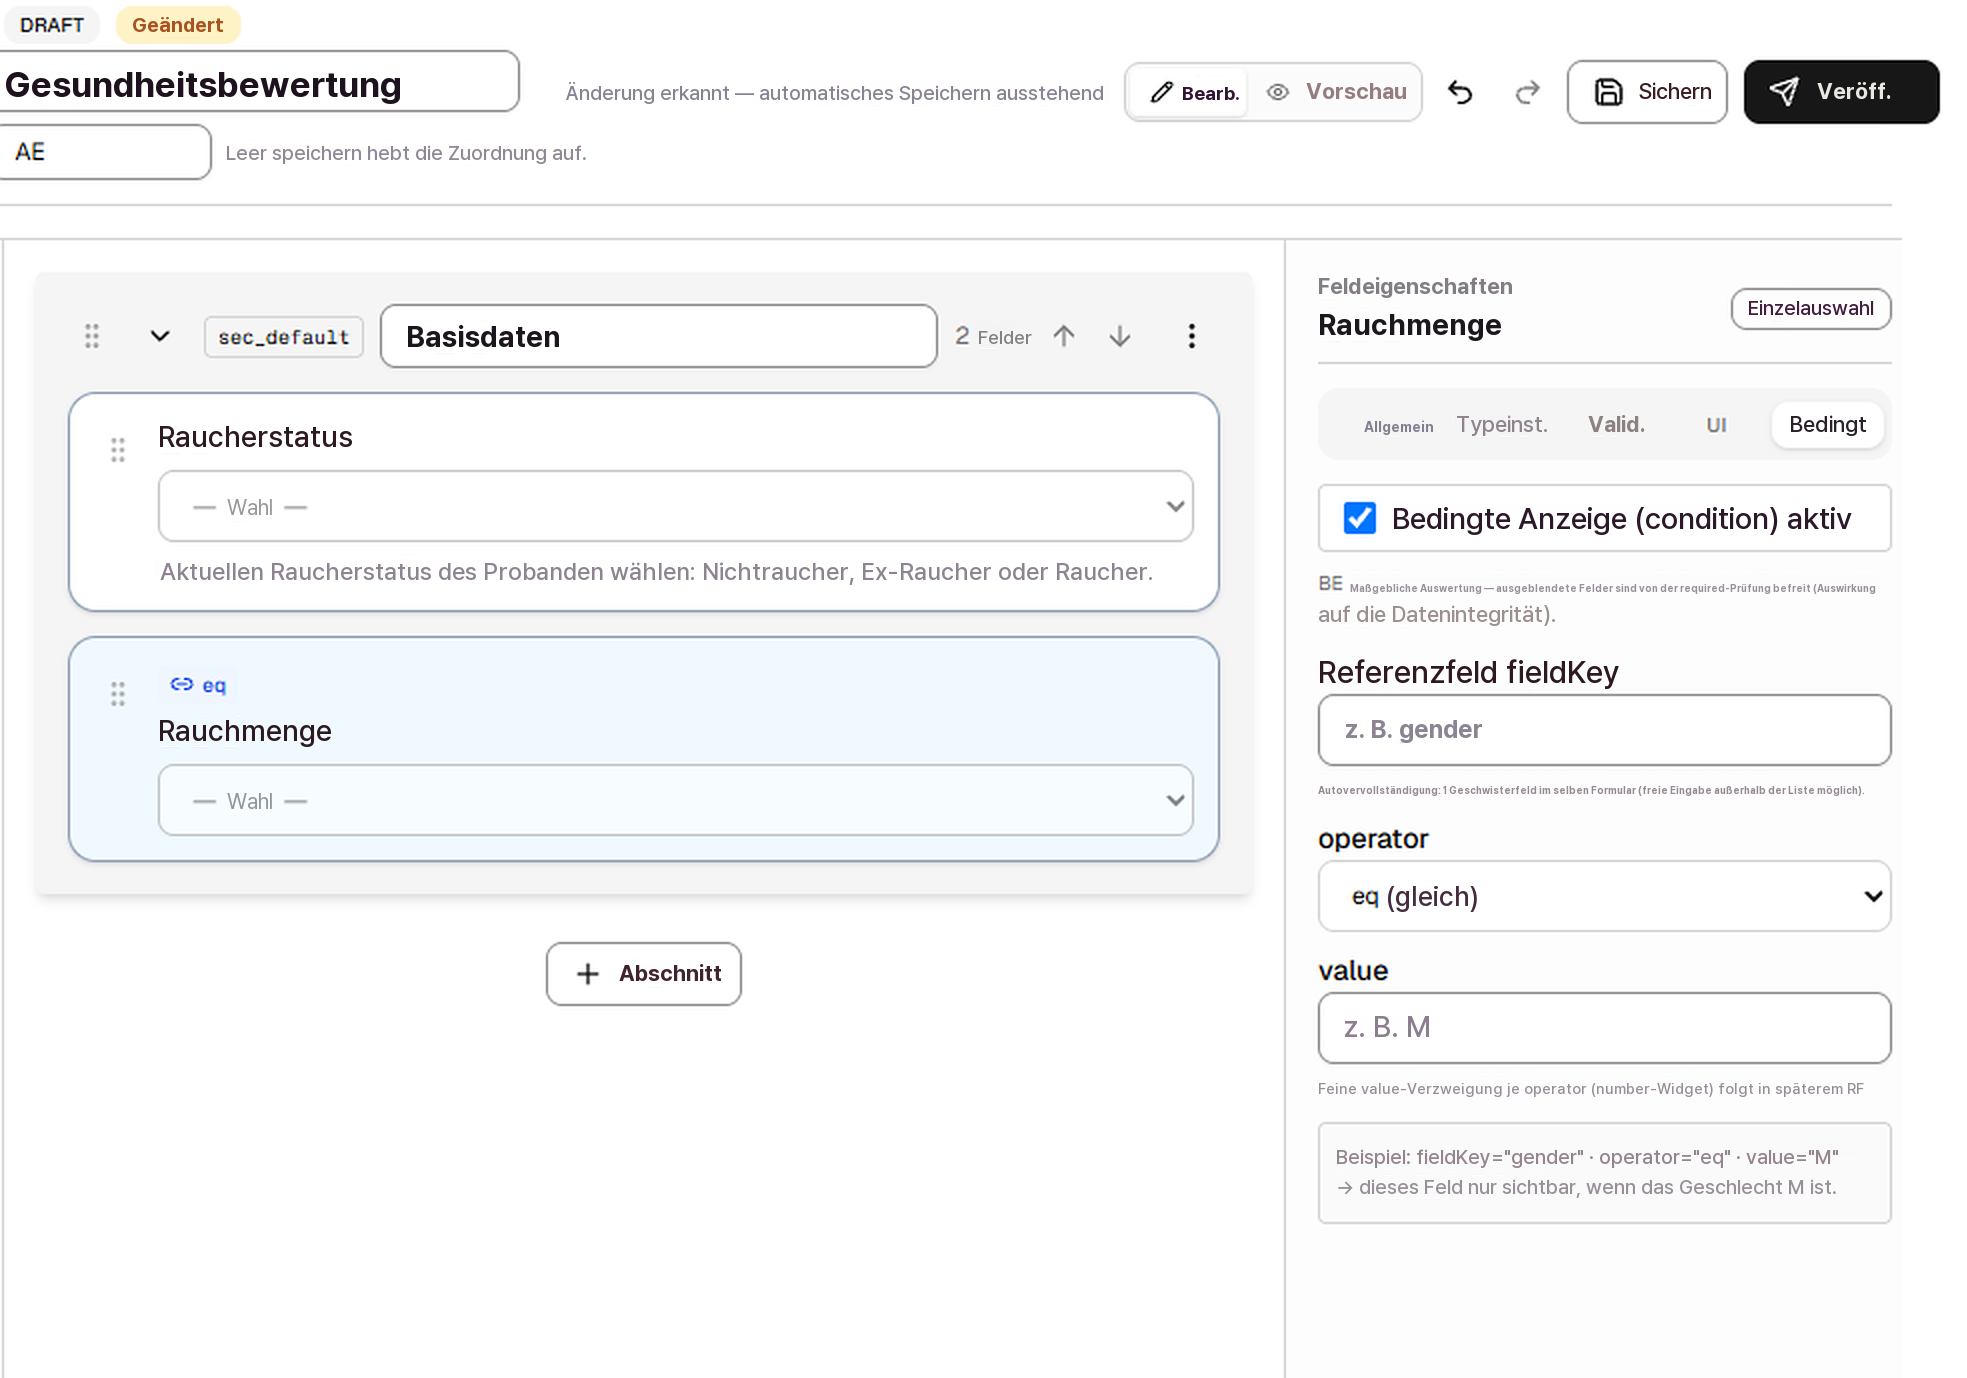 DRAFT Geändert
Gesundheitsbewertung
Änderung erkannt — automatisches Speichern ausstehend
Bearb. Vorschau
Sichern
Veröff.
AE
Leer speichern hebt die Zuordnung auf.
sec_default
Basisdaten
2 Felder
Raucherstatus
— Wahl —
Aktuellen Raucherstatus des Probanden wählen: Nichtraucher, Ex-Raucher oder Raucher.
eq
Rauchmenge
— Wahl —
Abschnitt
Feldeigenschaften
Rauchmenge
Einzelauswahl
Allgemein Typeinst. Valid. UI Bedingt
Bedingte Anzeige (condition) aktiv
BE Maßgebliche Auswertung — ausgeblendete Felder sind von der required-Prüfung befreit (Auswirkung
auf die Datenintegrität).
Referenzfeld fieldKey
z. B. gender
Autovervollständigung: 1 Geschwisterfeld im selben Formular (freie Eingabe außerhalb der Liste möglich).
operator
eq (gleich)
value
z. B. M
Feine value-Verzweigung je operator (number-Widget) folgt in späterem RF
Beispiel: fieldKey="gender" · operator="eq" · value="M"
→ dieses Feld nur sichtbar, wenn das Geschlecht M ist.